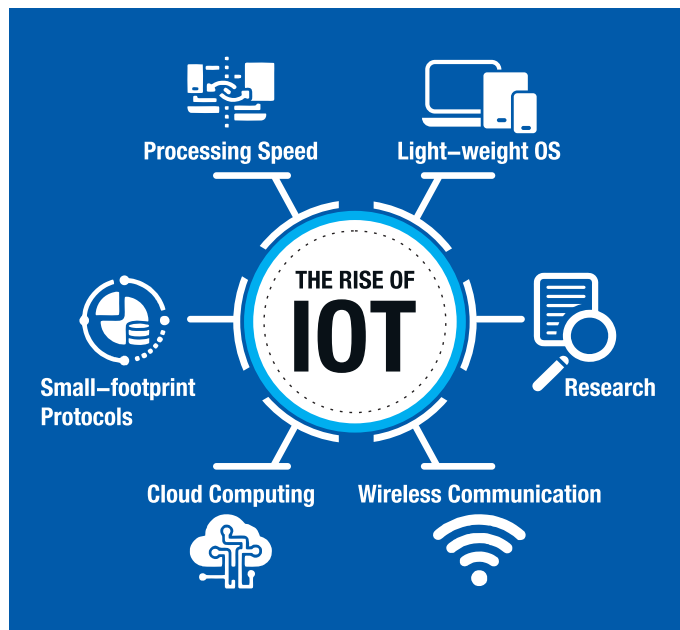 Processing Speed
Light-weight OS
THE RISE OF
IOT
Small-footprint
Protocols
Research
Cloud Computing
Wireless Communication